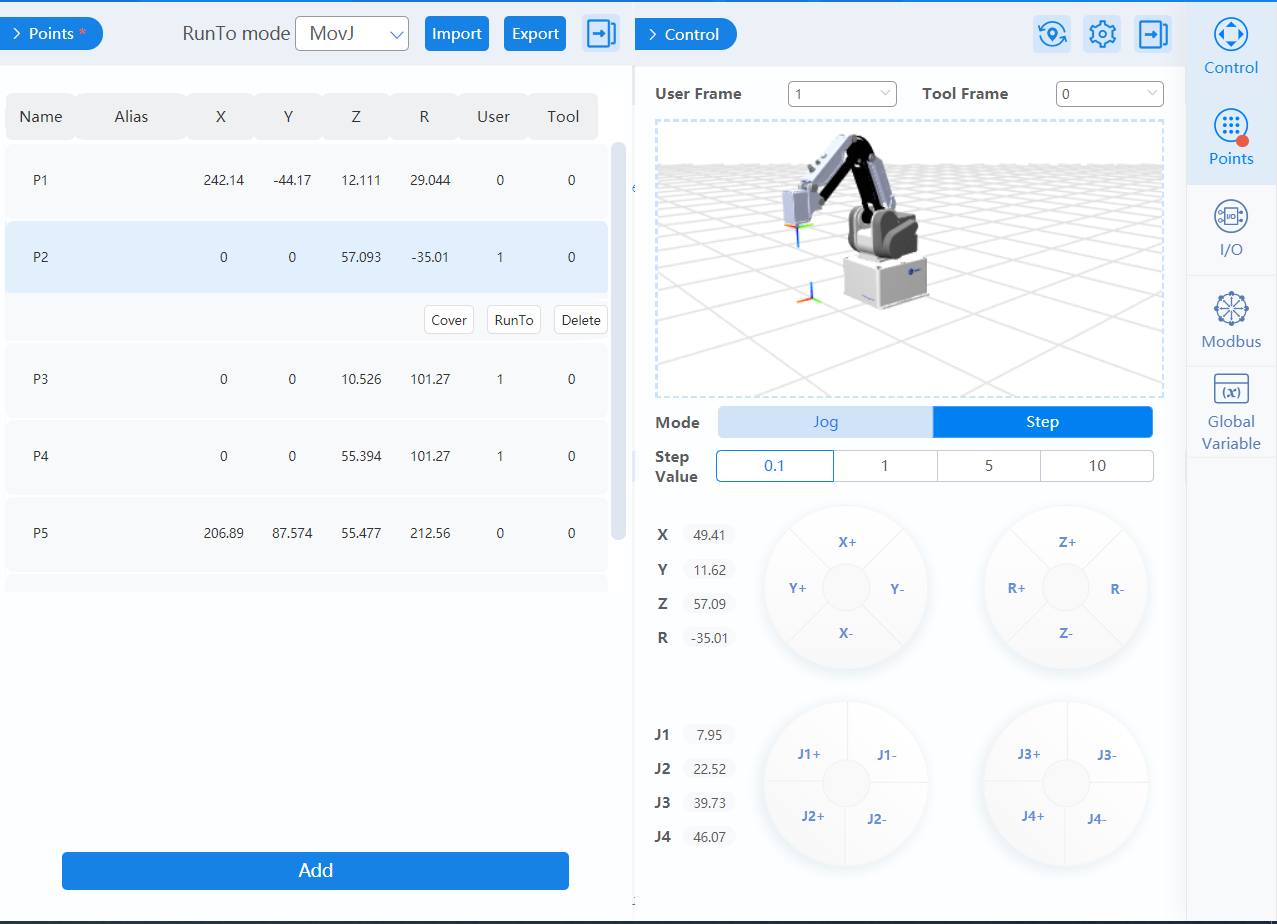 Points *
RunTo mode MovJ Import Export
Name Alias X Y Z R User Tool
P1 242.14 -44.17 12.111 29.044 0 0
P2 0 0 57.093 -35.01 1 0
Cover RunTo Delete
P3 0 0 10.526 101.27 1 0
P4 0 0 55.394 101.27 1 0
P5 206.89 87.574 55.477 212.56 0 0
Add
Control
User Frame 1 Tool Frame 0
Mode Jog Step
Step Value 0.1 1 5 10
X 49.41
Y 11.62
Z 57.09
R -35.01
X+
Y+ Y-
X-
Z+
R+ R-
Z-
J1 7.95
J2 22.52
J3 39.73
J4 46.07
J1+ J1-
J2+ J2-
J3+ J3-
J4+ J4-
Control
Points
I/O
I/O
Modbus
(x)
Global
Variable